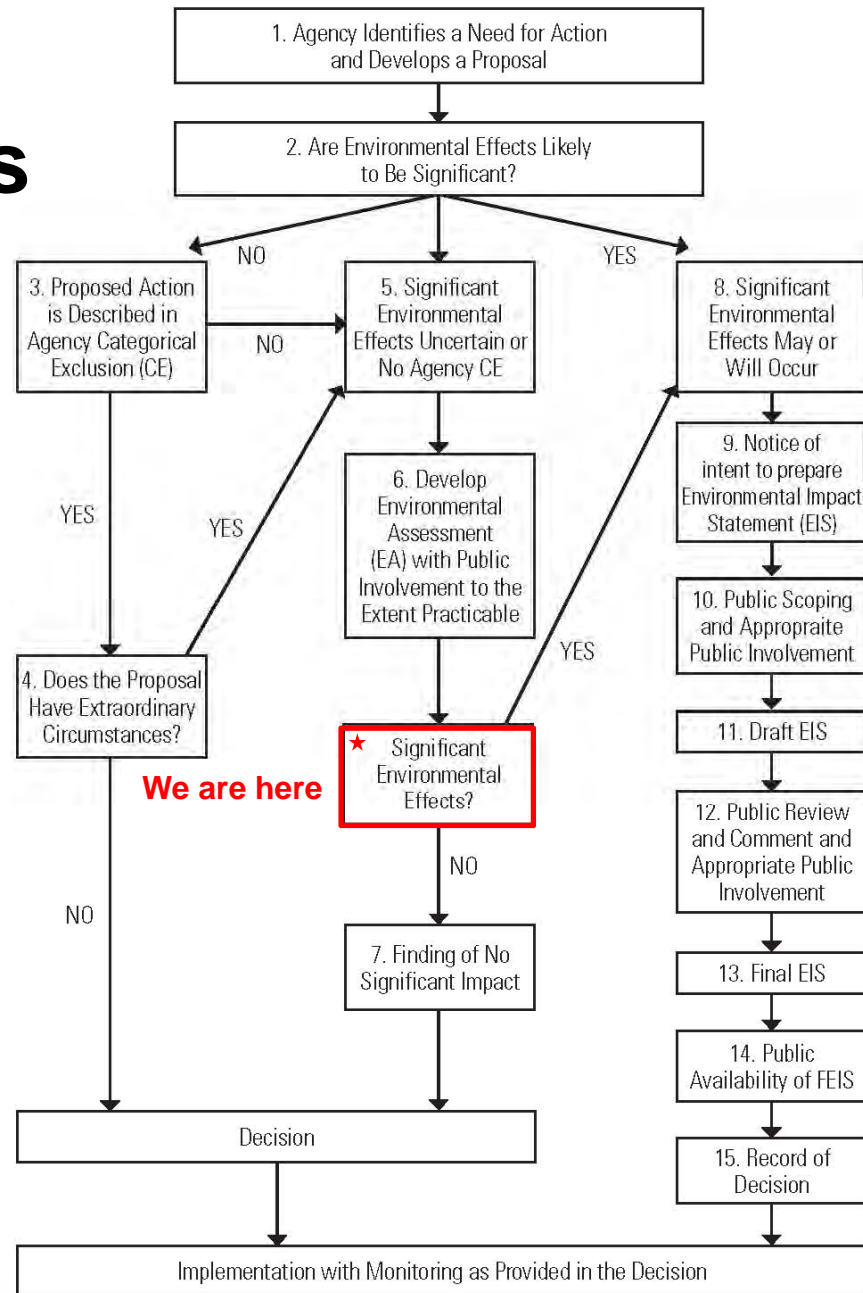 1. Agency Identifies a Need for Action
and Develops a Proposal
s
2. Are Environmental Effects Likely
to Be Significant?
NO
YES
3. Proposed Action
is Described in
Agency Categorical
Exclusion (CE)
NO
5. Significant
Environmental
Effects Uncertain or
No Agency CE
8. Significant
Environmental
Effects May or
Will Occur
YES
YES
6. Develop
Environmental
Assessment
(EA) with Public
Involvement to the
Extent Practicable
YES
9. Notice of
intent to prepare
Environmental Impact
Statement (EIS)
10. Public Scoping
and Appropraite
Public Involvement
4. Does the Proposal
Have Extraordinary
Circumstances?
We are here
Significant
Environmental
Effects?
11. Draft EIS
12. Public Review
and Comment and
Appropriate Public
Involvement
NO
NO
7. Finding of No
Significant Impact
13. Final EIS
14. Public
Availability of FEIS
Decision
15. Record of
Decision
Implementation with Monitoring as Provided in the Decision